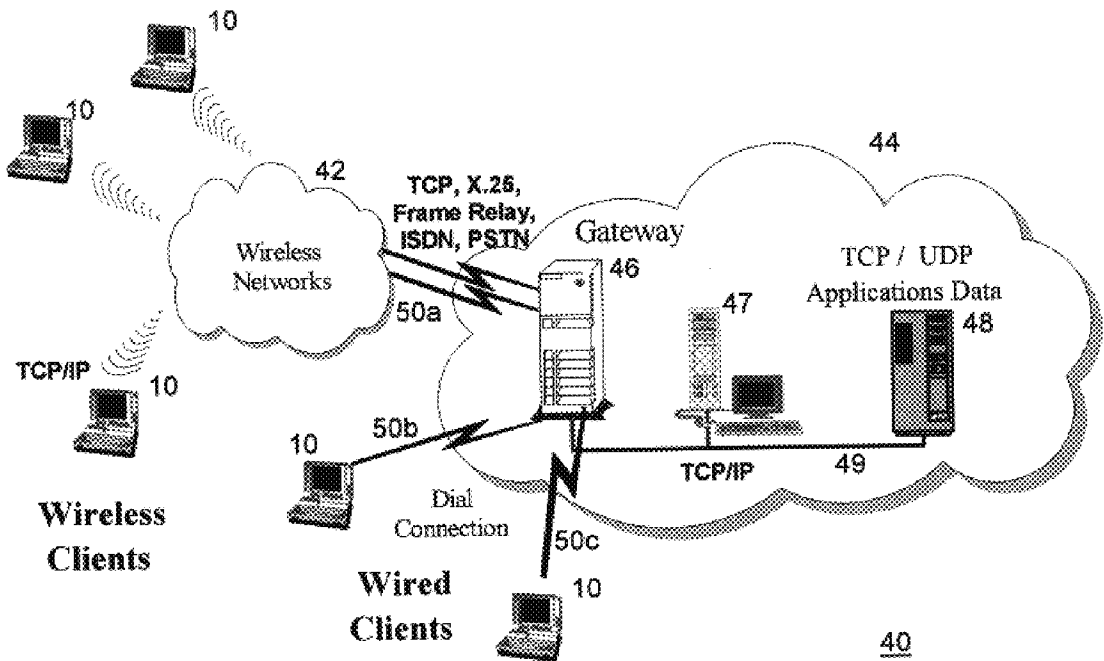 10
10
42
44
TCP, X.25,
Frame Relay,
ISDN, PSTN
Gateway
46
Wireless
Networks
50a
TCP / UDP
Applications Data
47
48
TCP/IP
10
50b
10
TCP/IP
49
Dial
Connection
50c
Wireless
Clients
Wired
Clients
10
40